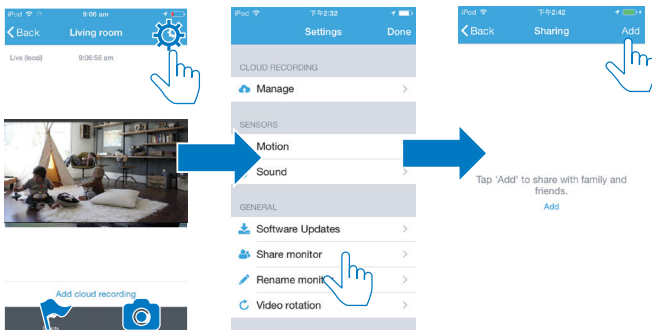 iPod 9:06 am
Back Living room
Live (local) 9:06:56 am
Add cloud recording
iPod 下午2:32
Settings Done
CLOUD RECORDING
Manage
SENSORS
Motion
Sound
GENERAL
Software Updates
Share monitor
Rename monit
Video rotation
iPod 下午2:42
Back Sharing Add
Tap 'Add' to share with family and
friends.
Add